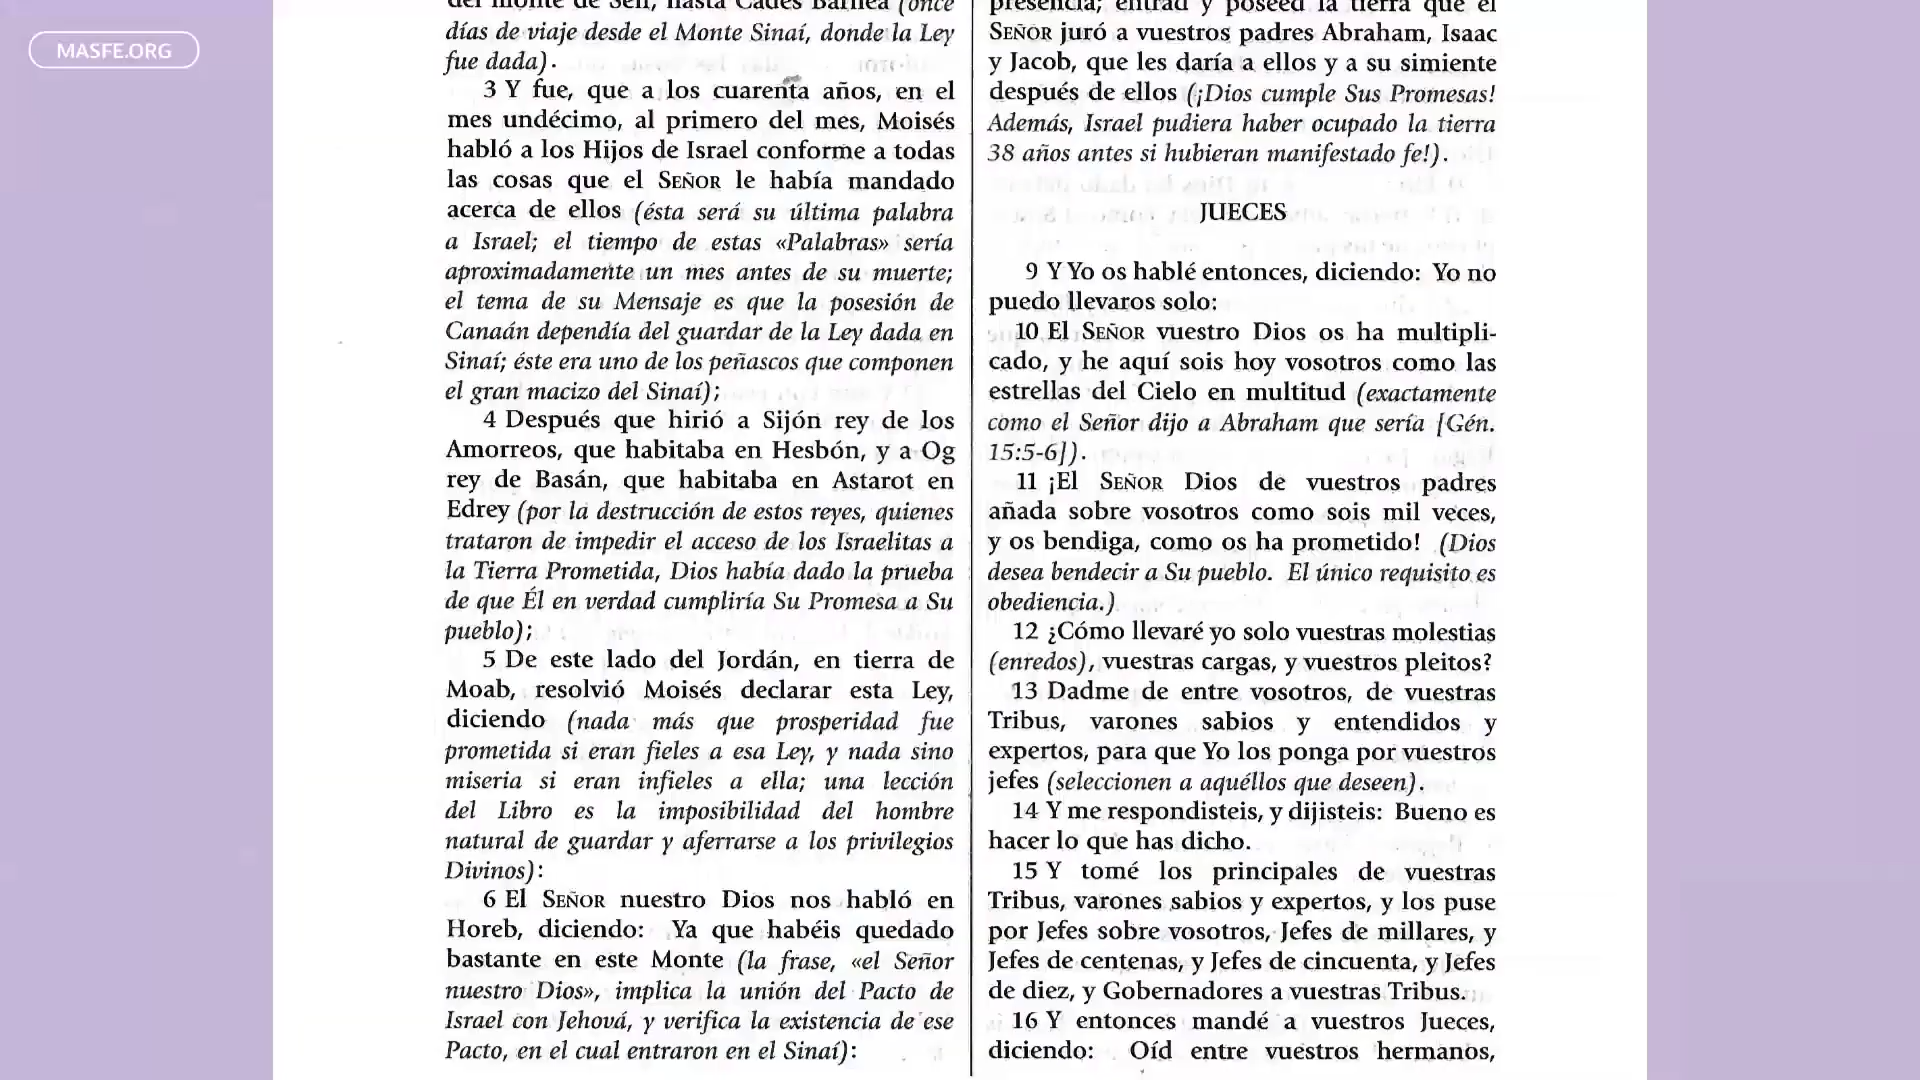 MASFE.ORG
del monte de Seir, hasta Cades Barnea (once
días de viaje desde el Monte Sinaí, donde la Ley
fue dada).
3 Y fue, que a los cuarenta años, en el
mes undécimo, al primero del mes, Moisés
habló a los Hijos de Israel conforme a todas
las cosas que el SEÑOR le había mandado
acerca de ellos (ésta será su última palabra
a Israel; el tiempo de estas «Palabras» sería
aproximadamente un mes antes de su muerte;
el tema de su Mensaje es que la posesión de
Canaán dependía del guardar de la Ley dada en
Sinaí; éste era uno de los peñascos que componen
el gran macizo del Sinaí);
4 Después que hirió a Sijón rey de los
Amorreos, que habitaba en Hesbón, y a Og
rey de Basán, que habitaba en Astarot en
Edrey (por la destrucción de estos reyes, quienes
trataron de impedir el acceso de los Israelitas a
la Tierra Prometida, Dios había dado la prueba
de que Él en verdad cumpliría Su Promesa a Su
pueblo);
5 De este lado del Jordán, en tierra de
Moab, resolvió Moisés declarar esta Ley,
diciendo (nada más que prosperidad fue
prometida si eran fieles a esa Ley, y nada sino
miseria si eran infieles a ella; una lección
del Libro es la imposibilidad del hombre
natural de guardar y aferrarse a los privilegios
Divinos):
6 El SEÑOR nuestro Dios nos habló en
Horeb, diciendo: Ya que habéis quedado
bastante en este Monte (la frase, «el Señor
nuestro Dios», implica la unión del Pacto de
Israel con Jehová, y verifica la existencia de ese
Pacto, en el cual entraron en el Sinaí):
presencia; entrad y poseed la tierra que el
SEÑOR juró a vuestros padres Abraham, Isaac
y Jacob, que les daría a ellos y a su simiente
después de ellos (¡Dios cumple Sus Promesas!
Además, Israel pudiera haber ocupado la tierra
38 años antes si hubieran manifestado fe!).
JUECES
9 Y Yo os hablé entonces, diciendo: Yo no
puedo llevaros solo:
10 El SEÑOR vuestro Dios os ha multipli-
cado, y he aquí sois hoy vosotros como las
estrellas del Cielo en multitud (exactamente
como el Señor dijo a Abraham que sería [Gén.
15:5-6]).
11 ¡El SEÑOR Dios de vuestros padres
añada sobre vosotros como sois mil veces,
y os bendiga, como os ha prometido! (Dios
desea bendecir a Su pueblo. El único requisito es
obediencia.)
12 ¿Cómo llevaré yo solo vuestras molestias
(enredos), vuestras cargas, y vuestros pleitos?
13 Dadme de entre vosotros, de vuestras
Tribus, varones sabios y entendidos y
expertos, para que Yo los ponga por vuestros
jefes (seleccionen a aquéllos que deseen).
14 Y me respondisteis, y dijisteis: Bueno es
hacer lo que has dicho.
15 Y tomé los principales de vuestras
Tribus, varones sabios y expertos, y los puse
por Jefes sobre vosotros, Jefes de millares, y
Jefes de centenas, y Jefes de cincuenta, y Jefes
de diez, y Gobernadores a vuestras Tribus.
16 Y entonces mandé a vuestros Jueces,
diciendo: Oíd entre vuestros hermanos,